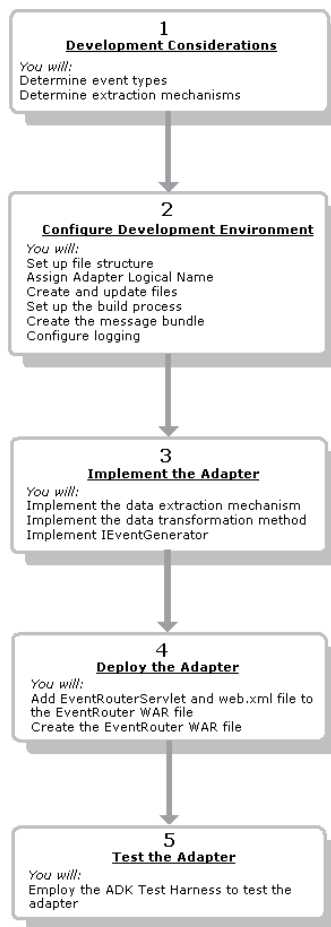 1
Development Considerations
You will:
Determine event types
Determine extraction mechanisms
2
Configure Development Environment
You will:
Set up file structure
Assign Adapter Logical Name
Create and update files
Set up the build process
Create the message bundle
Configure logging
3
Implement the Adapter
You will:
Implement the data extraction mechanism
Implement the data transformation method
Implement IEventGenerator
4
Deploy the Adapter
You will:
Add EventRouterServlet and web.xml file to
the EventRouter WAR file
Create the EventRouter WAR file
5
Test the Adapter
You will:
Employ the ADK Test Harness to test the
adapter